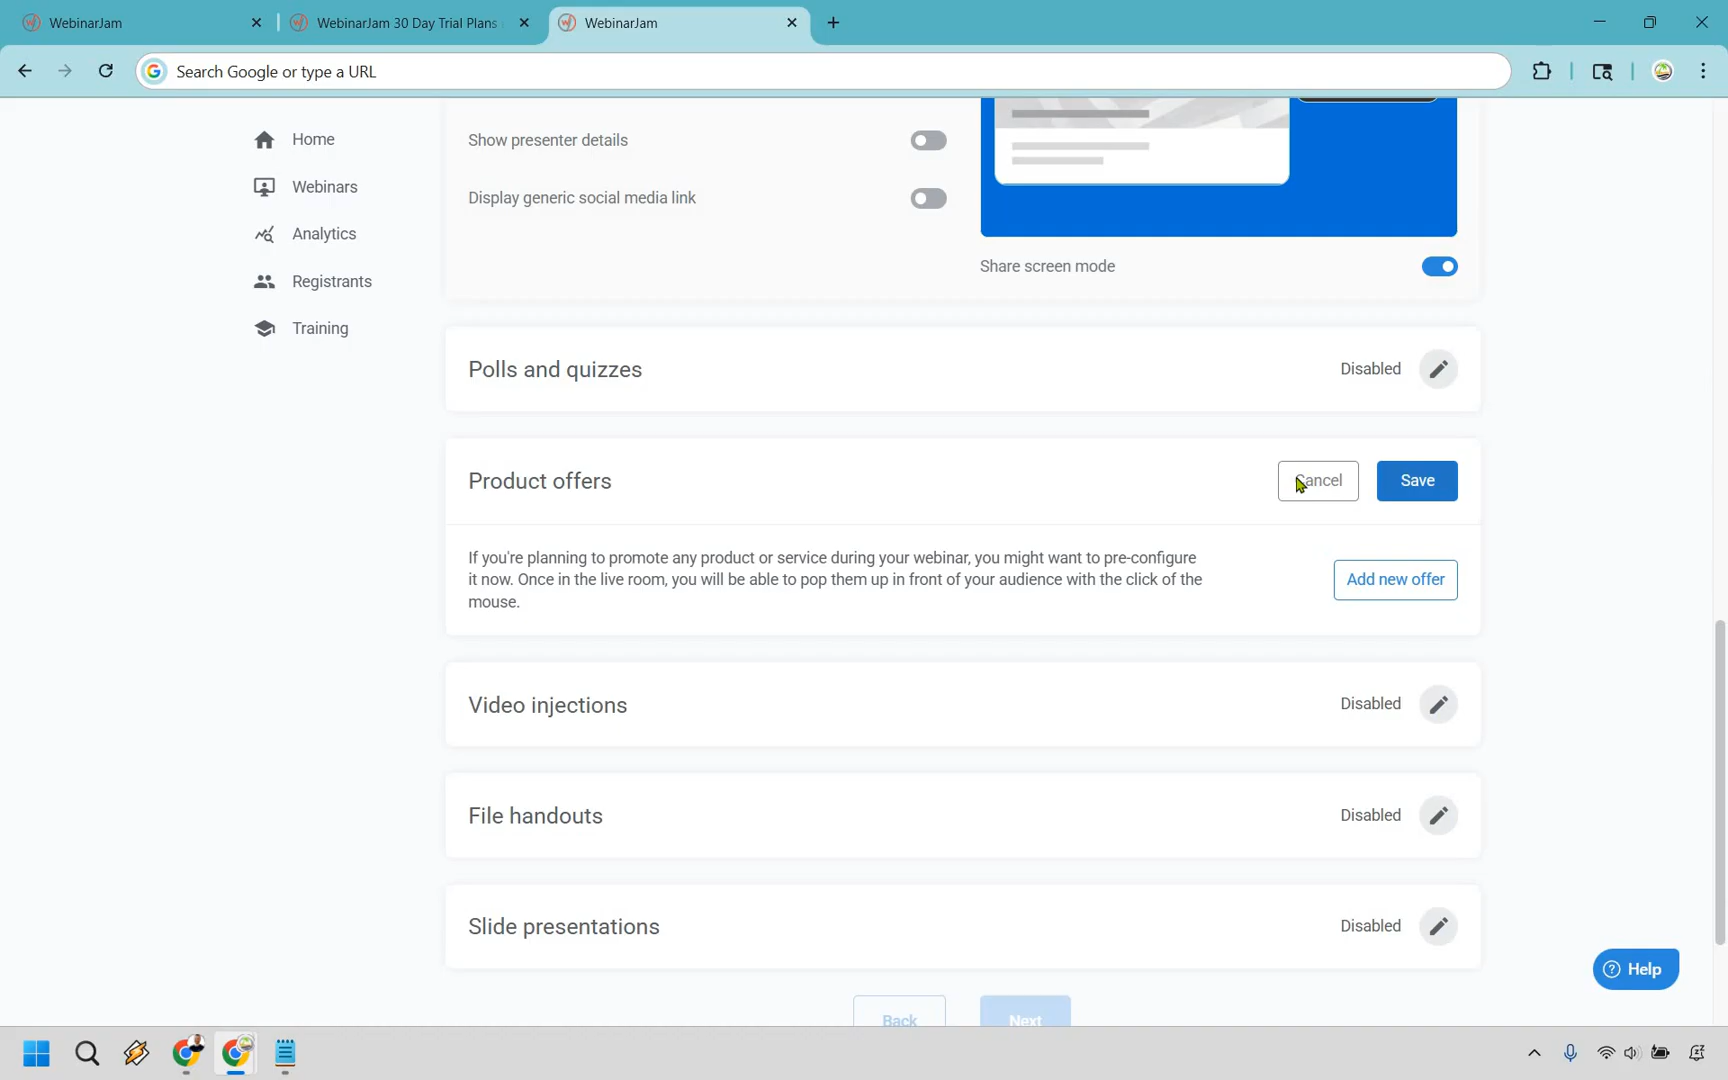 WebinarJam
WebinarJam 30 Day Trial Plans
WebinarJam
Search Google or type a URL
Home
Webinars
Analytics
Registrants
Training
Show presenter details
Display generic social media link
Share screen mode
Polls and quizzes
Disabled
Product offers
Cancel
Save
If you're planning to promote any product or service during your webinar, you might want to pre-configure
it now. Once in the live room, you will be able to pop them up in front of your audience with the click of the
mouse.
Add new offer
Video injections
Disabled
File handouts
Disabled
Slide presentations
Disabled
Help
Back
Next